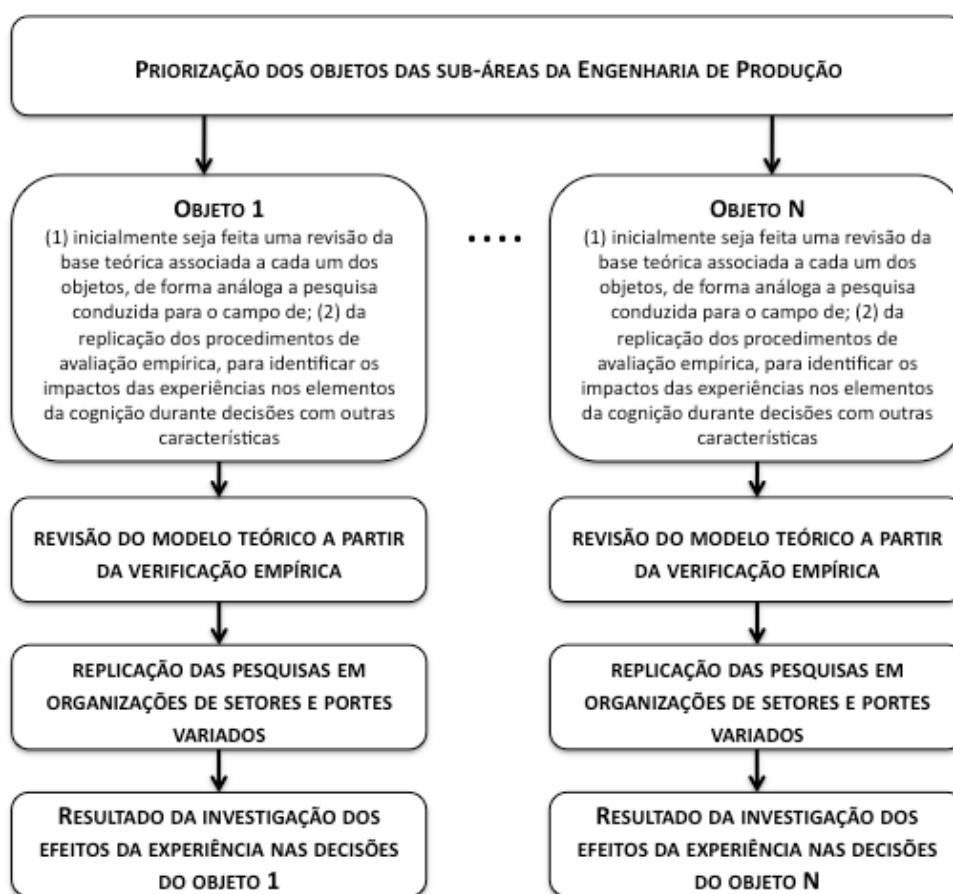 PRIORIZAÇÃO DOS OBJETOS DAS SUB-ÁREAS DA ENGENHARIA DE PRODUÇÃO
OBJETO 1
(1) inicialmente seja feita uma revisão da
base teórica associada a cada um dos
objetos, de forma análoga a pesquisa
conduzida para o campo de; (2) da
replicação dos procedimentos de
avaliação empírica, para identificar os
impactos das experiências nos elementos
da cognição durante decisões com outras
características
REVISÃO DO MODELO TEÓRICO A PARTIR
DA VERIFICAÇÃO EMPÍRICA
REPLICAÇÃO DAS PESQUISAS EM
ORGANIZAÇÕES DE SETORES E PORTES
VARIADOS
RESULTADO DA INVESTIGAÇÃO DOS
EFEITOS DA EXPERIÊNCIA NAS DECISÕES
DO OBJETO 1
....
OBJETO N
(1) inicialmente seja feita uma revisão da
base teórica associada a cada um dos
objetos, de forma análoga a pesquisa
conduzida para o campo de; (2) da
replicação dos procedimentos de
avaliação empírica, para identificar os
impactos das experiências nos elementos
da cognição durante decisões com outras
características
REVISÃO DO MODELO TEÓRICO A PARTIR
DA VERIFICAÇÃO EMPÍRICA
REPLICAÇÃO DAS PESQUISAS EM
ORGANIZAÇÕES DE SETORES E PORTES
VARIADOS
RESULTADO DA INVESTIGAÇÃO DOS
EFEITOS DA EXPERIÊNCIA NAS DECISÕES
DO OBJETO N